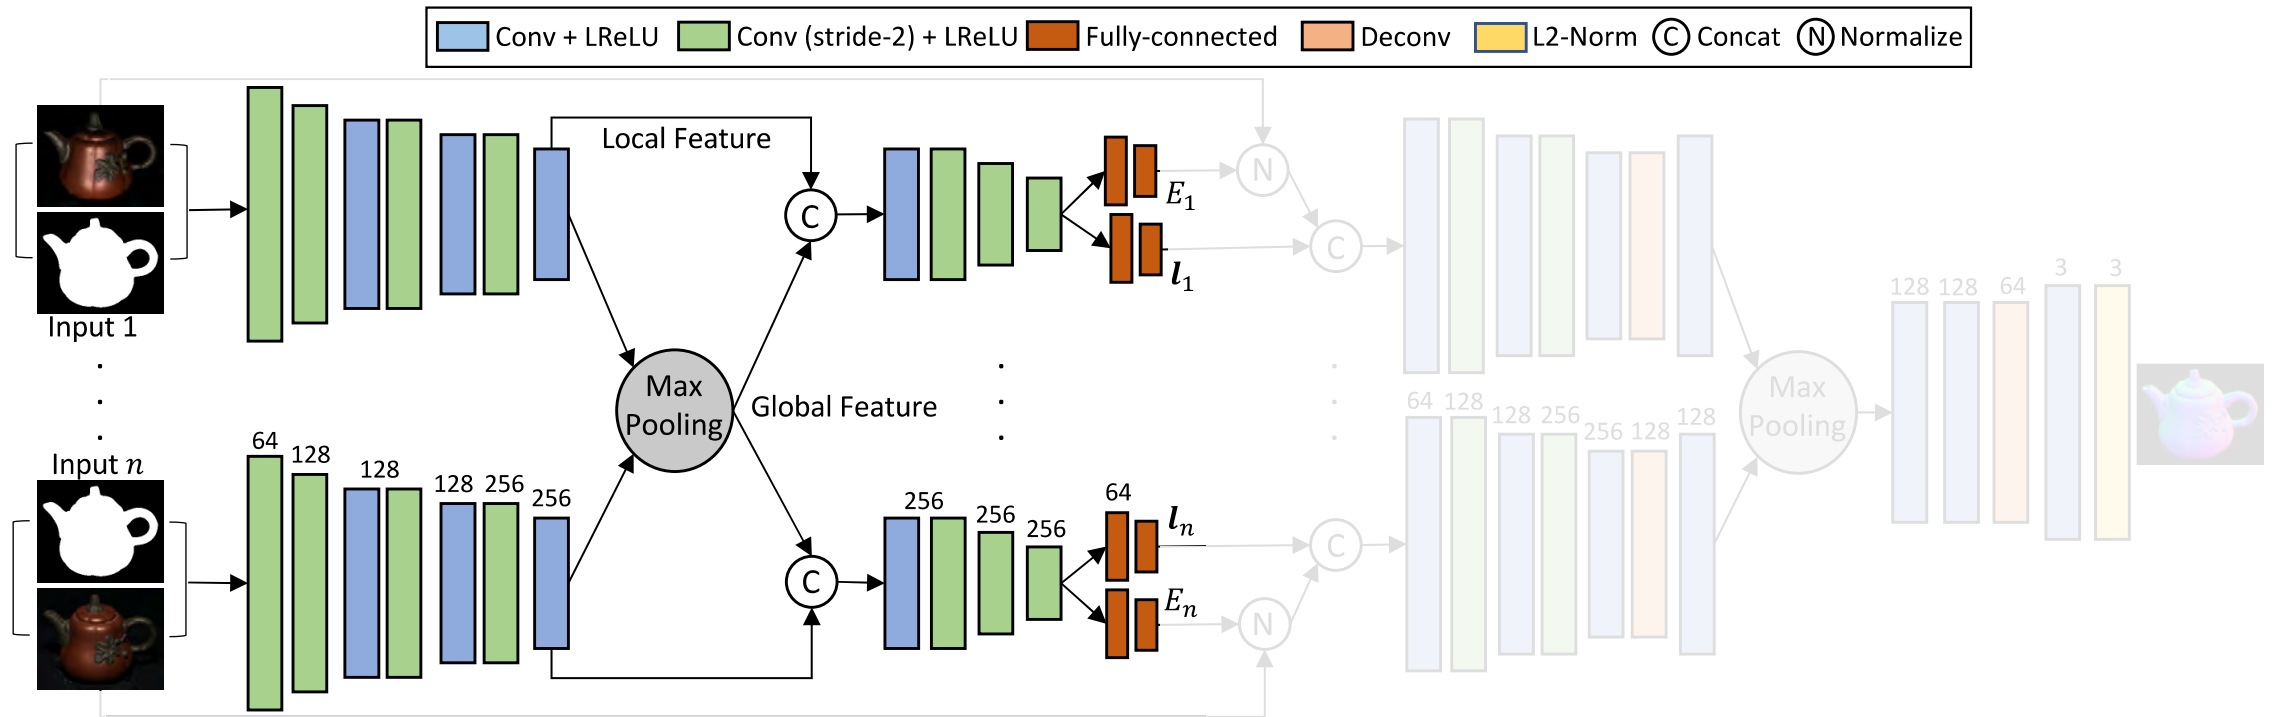 Conv + LReLU Conv (stride-2) + LReLU Fully-connected Deconv L2-Norm C Concat N Normalize
Local Feature
C
E₁
N
l₁
C
Input 1
128 128 64 3 3
Max
Pooling
Global Feature
Max
Pooling
Input n
64 128 128 128 256 256
256 256 256 64
64 128 128 256 256 128 128
C
lₙ
C
Eₙ
N